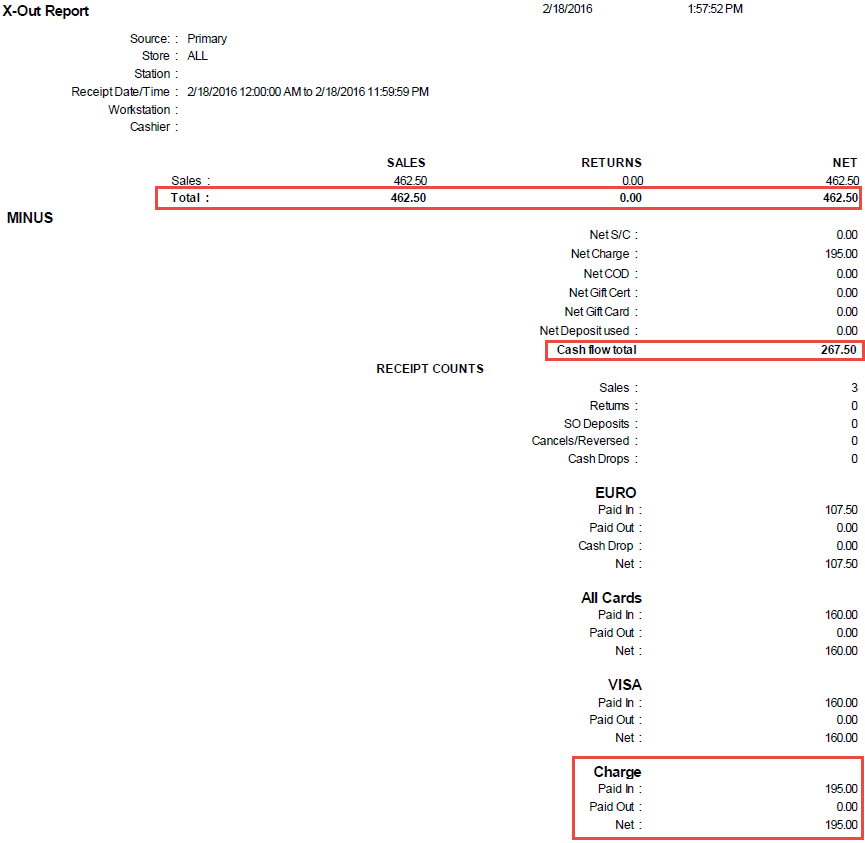 X-Out Report 2/18/2016 1:57:52 PM
Source: : Primary
Store : ALL
Station :
Receipt Date/Time : 2/18/2016 12:00:00 AM to 2/18/2016 11:59:59 PM
Workstation :
Cashier :
SALES RETURNS NET
Sales : 462.50 0.00 462.50
Total : 462.50 0.00 462.50
MINUS
Net S/C : 0.00
Net Charge : 195.00
Net COD : 0.00
Net Gift Cert : 0.00
Net Gift Card : 0.00
Net Deposit used : 0.00
Cash flow total 267.50
RECEIPT COUNTS
Sales : 3
Returns : 0
SO Deposits : 0
Cancels/Reversed : 0
Cash Drops : 0
EURO
Paid In : 107.50
Paid Out : 0.00
Cash Drop : 0.00
Net : 107.50
All Cards
Paid In : 160.00
Paid Out : 0.00
Net : 160.00
VISA
Paid In : 160.00
Paid Out : 0.00
Net : 160.00
Charge
Paid In : 195.00
Paid Out : 0.00
Net : 195.00